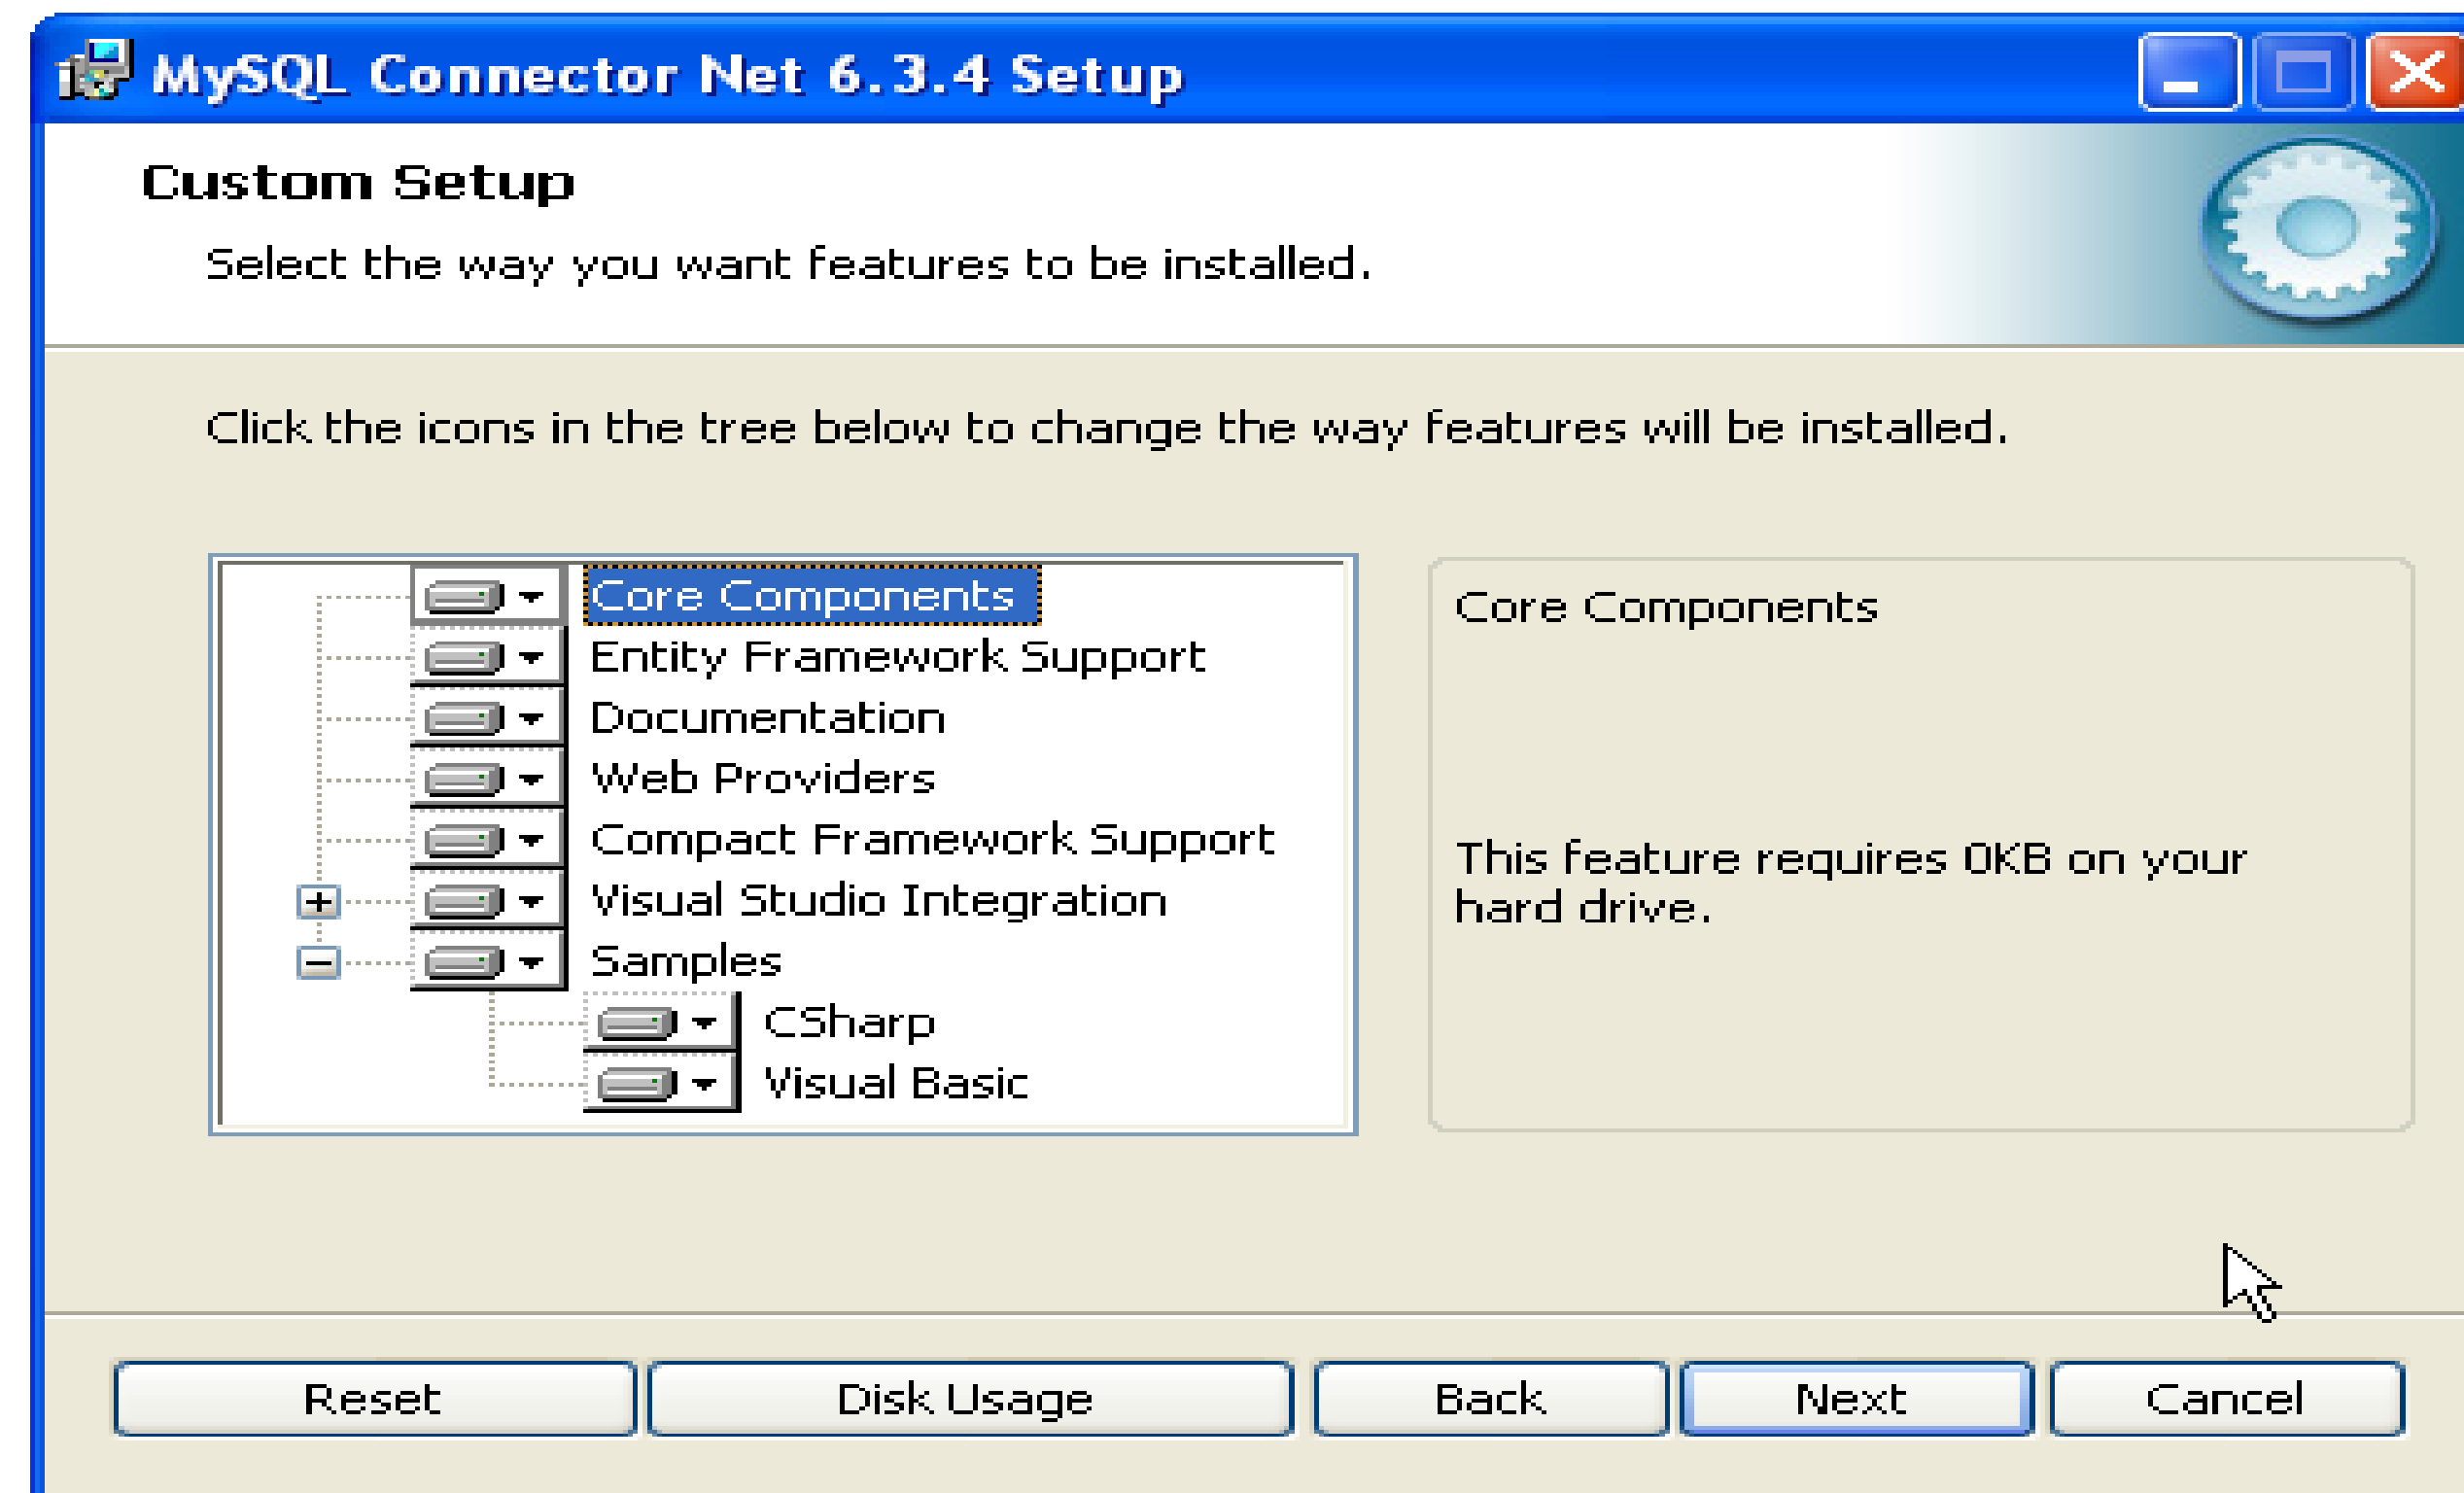 MySQL Connector Net 6.3.4 Setup
Custom Setup
Select the way you want features to be installed.
Click the icons in the tree below to change the way features will be installed.
Core Components
Entity Framework Support
Documentation
Web Providers
Compact Framework Support
Visual Studio Integration
Samples
CSharp
Visual Basic
Core Components
This feature requires 0KB on your
hard drive.
Reset
Disk Usage
Back
Next
Cancel